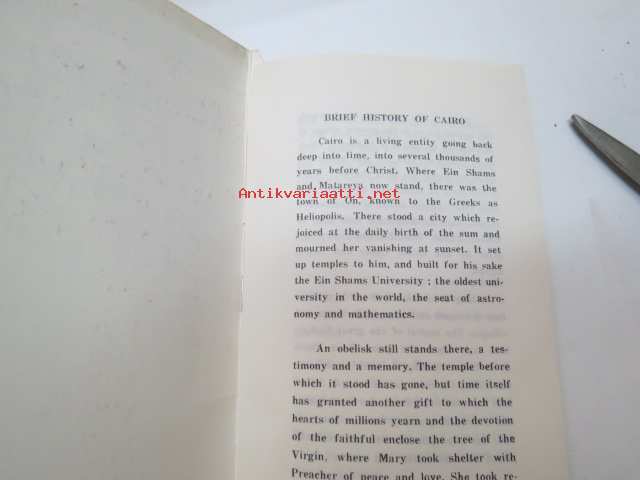 BRIEF HISTORY OF CAIRO
Cairo is a living entity going back
deep into time, into several thousands of
years before Christ. Where Ein Shams
and Matareya now stand, there was the
Antikvariaatti.net
town of On, known to the Greeks as
Heliopolis. There stood a city which re-
joiced at the daily birth of the sum and
mourned her vanishing at sunset. It set
up temples to him, and built for his sake
the Ein Shams University ; the oldest uni-
versity in the world, the seat of astro-
nomy and mathematics.
An obelisk still stands there, a tes-
timony and a memory. The temple before
which it stood has gone, but time itself
has granted another gift to which the
hearts of millions yearn and the devotion
of the faithful enclose the tree of the
Virgin, where Mary took shelter with
Preacher of peace and love. She took re-